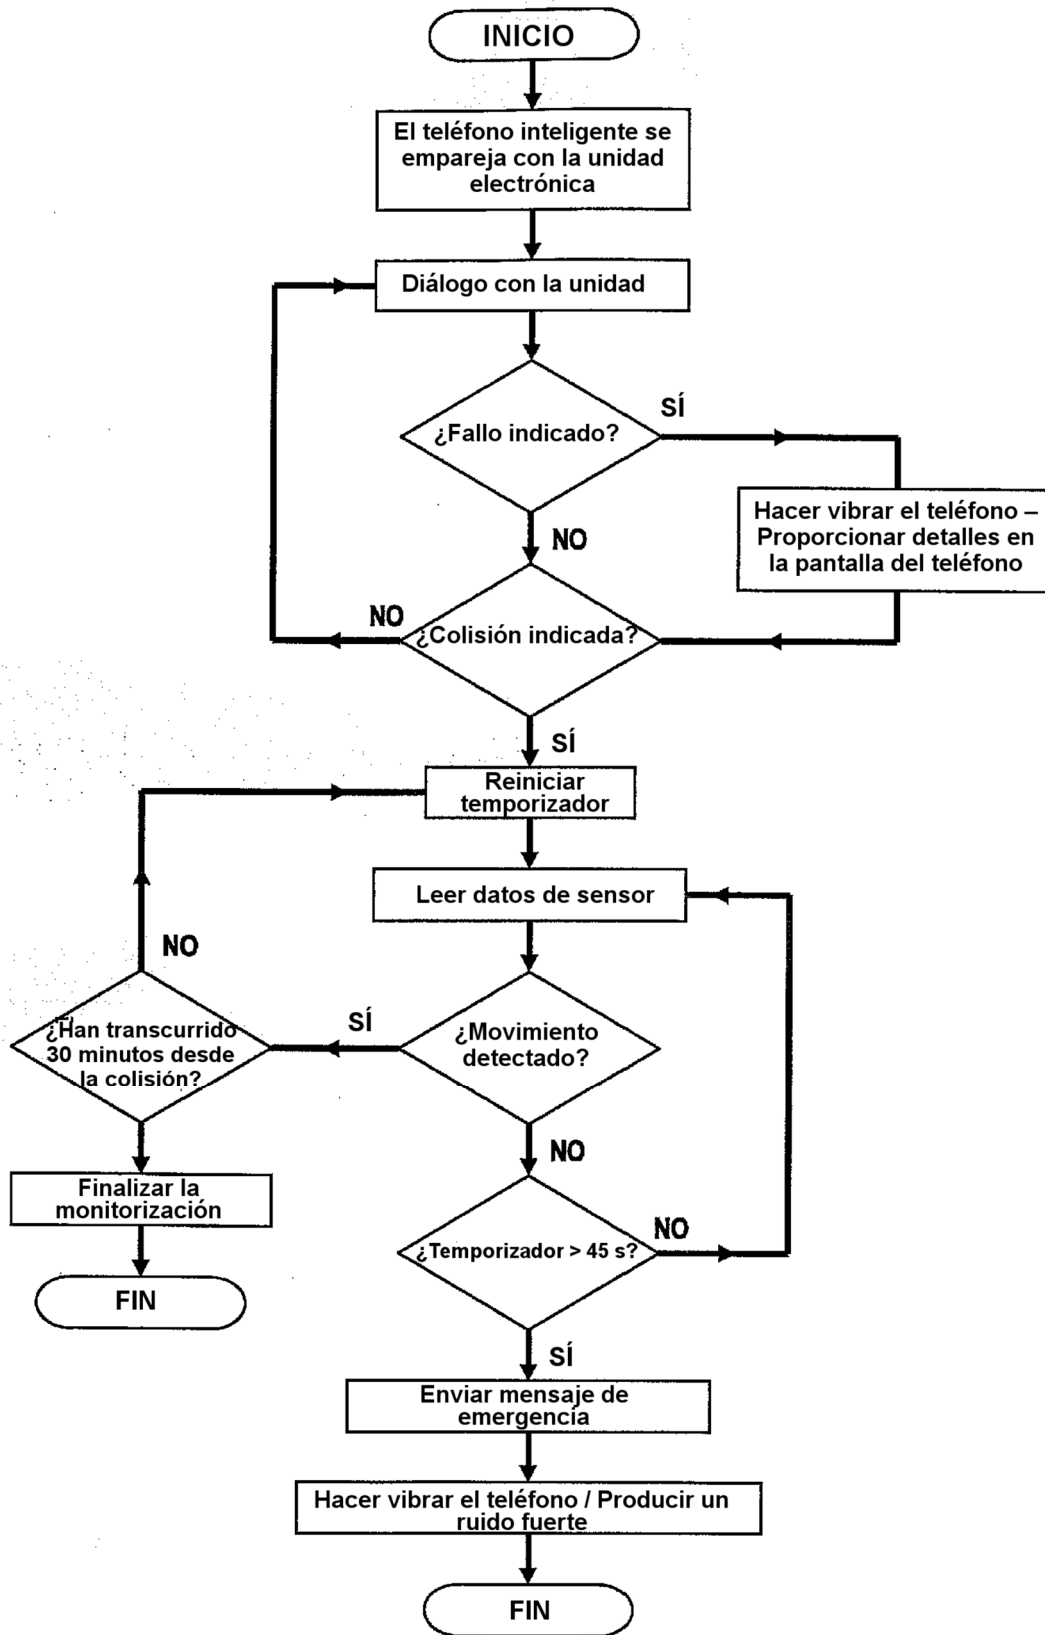 INICIO
El teléfono inteligente se
empareja con la unidad
electrónica
Diálogo con la unidad
SÍ
¿Fallo indicado?
Hacer vibrar el teléfono –
Proporcionar detalles en
la pantalla del teléfono
NO
NO
¿Colisión indicada?
SÍ
Reiniciar
temporizador
Leer datos de sensor
NO
SÍ
¿Han transcurrido
30 minutos desde
la colisión?
¿Movimiento
detectado?
NO
Finalizar la
monitorización
NO
¿Temporizador > 45 s?
FIN
SÍ
Enviar mensaje de
emergencia
Hacer vibrar el teléfono / Producir un
ruido fuerte
FIN